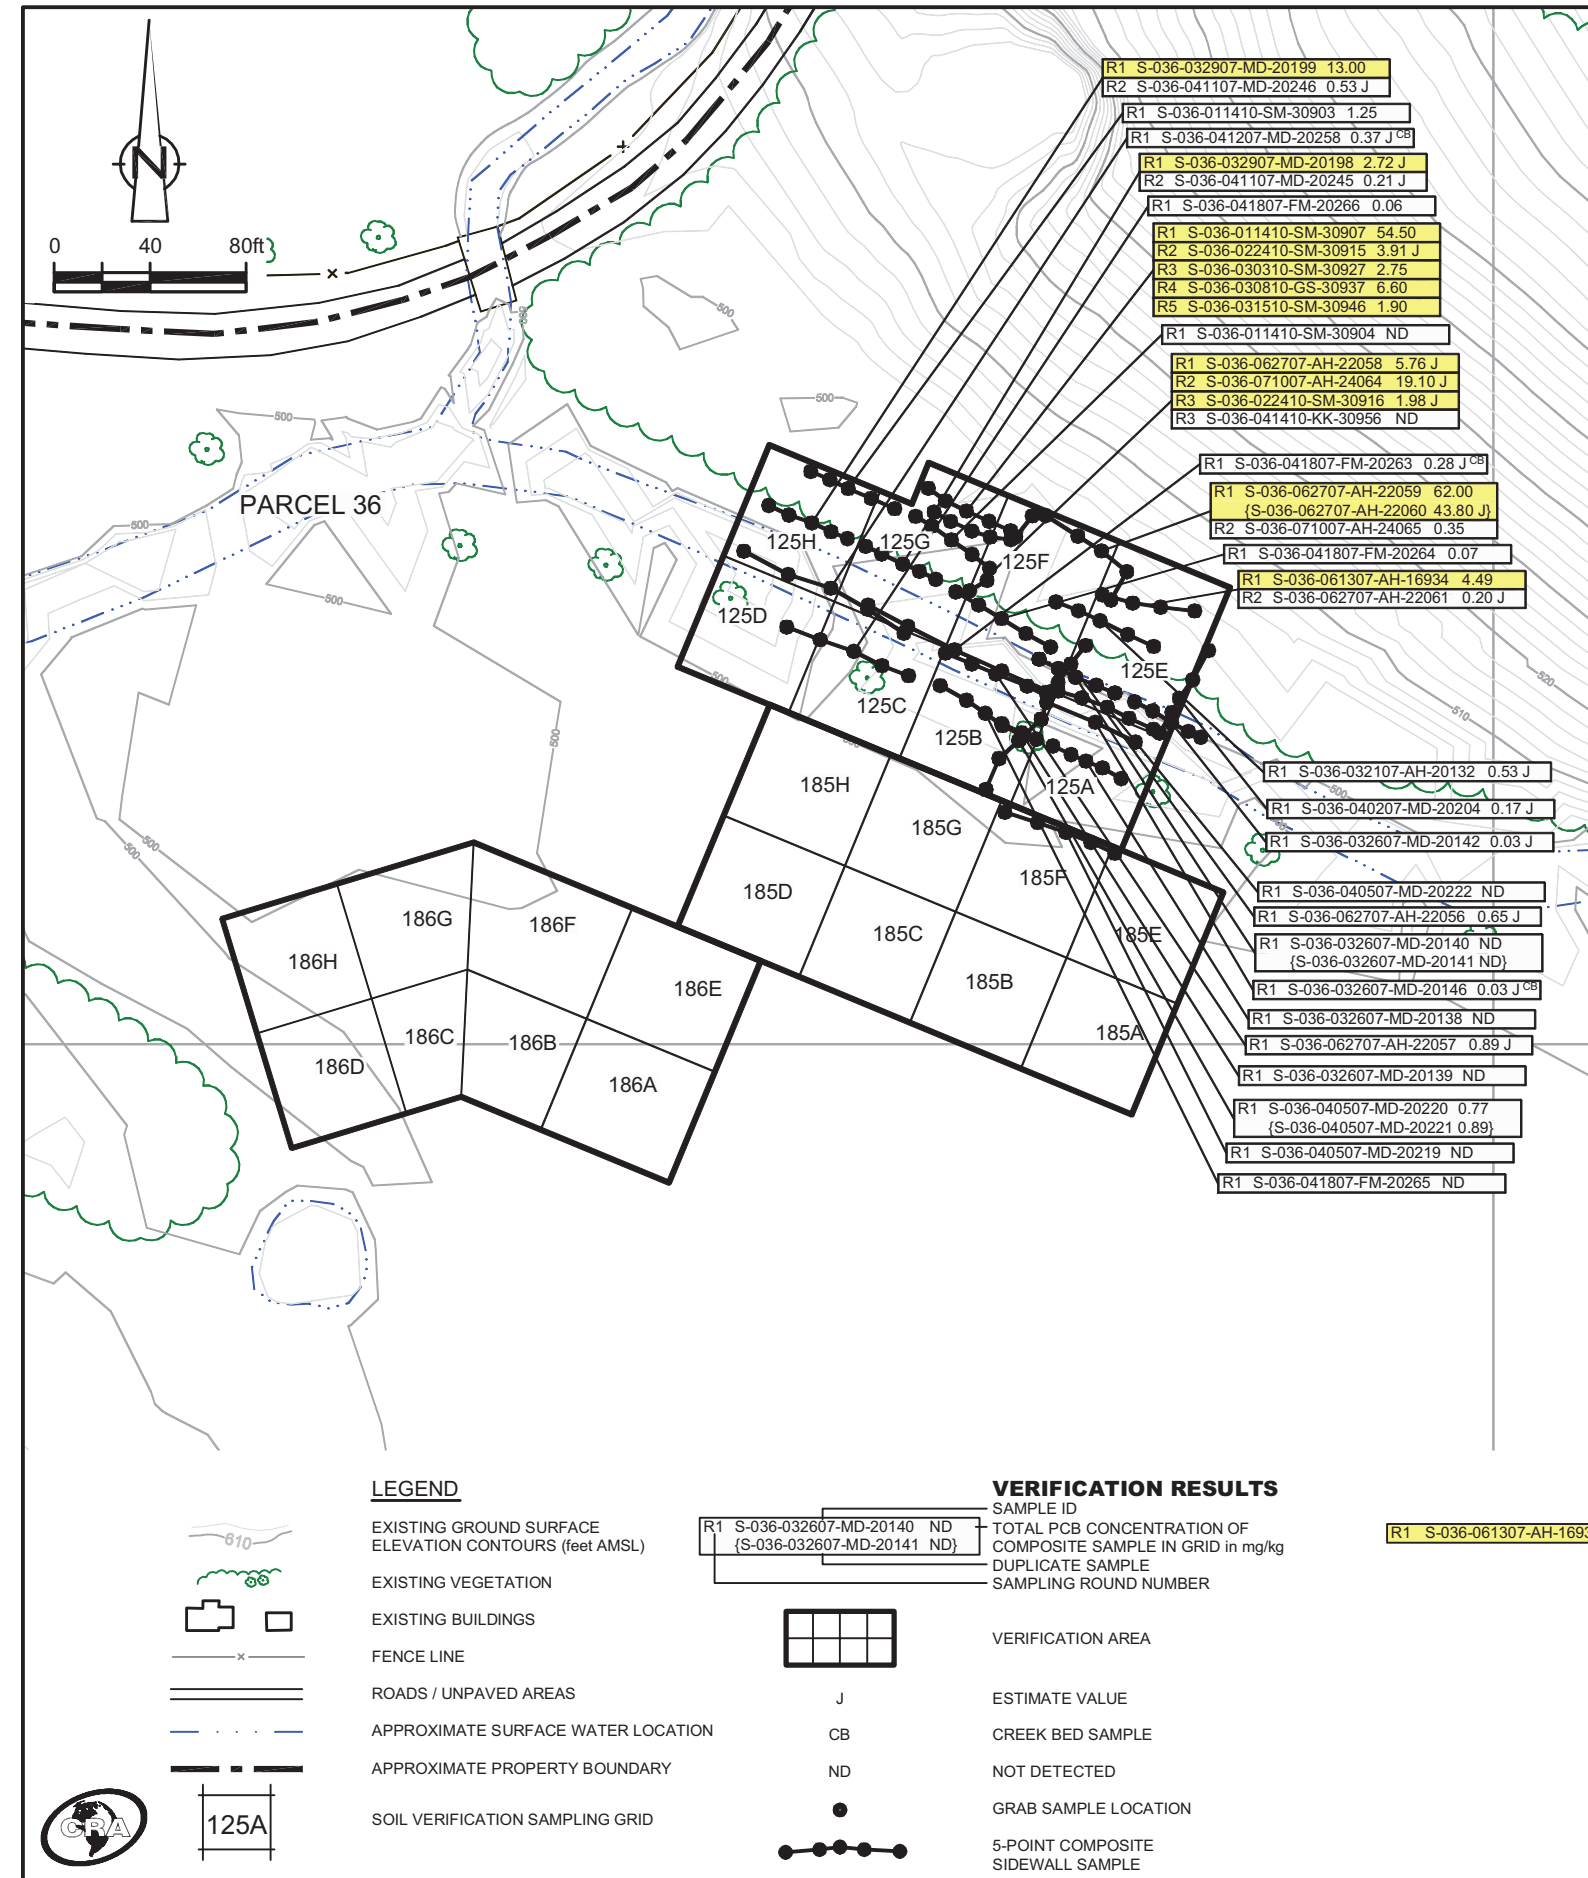 R1 S-036-032907-MD-20199 13.00
R2 S-036-041107-MD-20246 0.53 J
R1 S-036-011410-SM-30903 1.25
R1 S-036-041207-MD-20258 0.37 J CB
R1 S-036-032907-MD-20198 2.72 J
R2 S-036-041107-MD-20245 0.21 J
R1 S-036-041807-FM-20266 0.06
R1 S-036-011410-SM-30907 54.50
R2 S-036-022410-SM-30915 3.91 J
R3 S-036-030310-SM-30927 2.75
R4 S-036-030810-GS-30937 6.60
R5 S-036-031510-SM-30946 1.90
R1 S-036-011410-SM-30904 ND
R1 S-036-062707-AH-22058 5.76 J
R2 S-036-071007-AH-24064 19.10 J
R3 S-036-022410-SM-30916 1.98 J
R3 S-036-041410-KK-30956 ND
R1 S-036-041807-FM-20263 0.28 J CB
R1 S-036-062707-AH-22059 62.00
{S-036-062707-AH-22060 43.80 J}
R2 S-036-071007-AH-24065 0.35
R1 S-036-041807-FM-20264 0.07
R1 S-036-061307-AH-16934 4.49
R2 S-036-062707-AH-22061 0.20 J
N
0 40 80ft
500
500
500
500
500
500
500
500
500
500
500
510
520
PARCEL 36
125H
125G
125F
125D
125E
125C
125B
125A
185H
185G
185F
185D
185C
185E
185B
185A
186G
186F
186H
186E
186C
186B
186D
186A
R1 S-036-032107-AH-20132 0.53 J
R1 S-036-040207-MD-20204 0.17 J
R1 S-036-032607-MD-20142 0.03 J
R1 S-036-040507-MD-20222 ND
R1 S-036-062707-AH-22056 0.65 J
R1 S-036-032607-MD-20140 ND
{S-036-032607-MD-20141 ND}
R1 S-036-032607-MD-20146 0.03 J CB
R1 S-036-032607-MD-20138 ND
R1 S-036-062707-AH-22057 0.89 J
R1 S-036-032607-MD-20139 ND
R1 S-036-040507-MD-20220 0.77
{S-036-040507-MD-20221 0.89}
R1 S-036-040507-MD-20219 ND
R1 S-036-041807-FM-20265 ND
LEGEND
610
EXISTING GROUND SURFACE
ELEVATION CONTOURS (feet AMSL)
EXISTING VEGETATION
EXISTING BUILDINGS
FENCE LINE
ROADS / UNPAVED AREAS
APPROXIMATE SURFACE WATER LOCATION
APPROXIMATE PROPERTY BOUNDARY
125A
SOIL VERIFICATION SAMPLING GRID
CRA
VERIFICATION RESULTS
R1 S-036-032607-MD-20140 ND
{S-036-032607-MD-20141 ND}
SAMPLE ID
TOTAL PCB CONCENTRATION OF
COMPOSITE SAMPLE IN GRID in mg/kg
DUPLICATE SAMPLE
SAMPLING ROUND NUMBER
R1 S-036-061307-AH-1693
VERIFICATION AREA
J ESTIMATE VALUE
CB CREEK BED SAMPLE
ND NOT DETECTED
GRAB SAMPLE LOCATION
5-POINT COMPOSITE
SIDEWALL SAMPLE